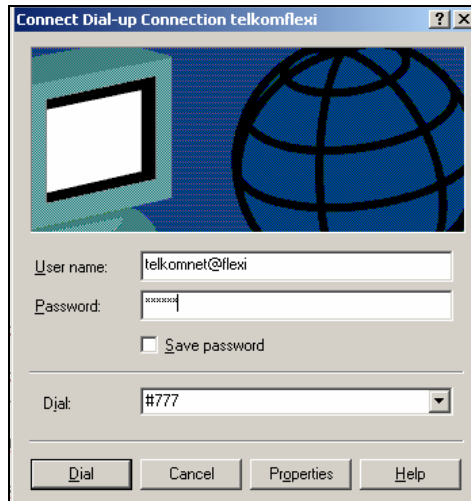 Connect Dial-up Connection telkomflexi
User name: telkomnet@flexi
Password: ××××××
Save password
Dial: #777
Dial Cancel Properties Help